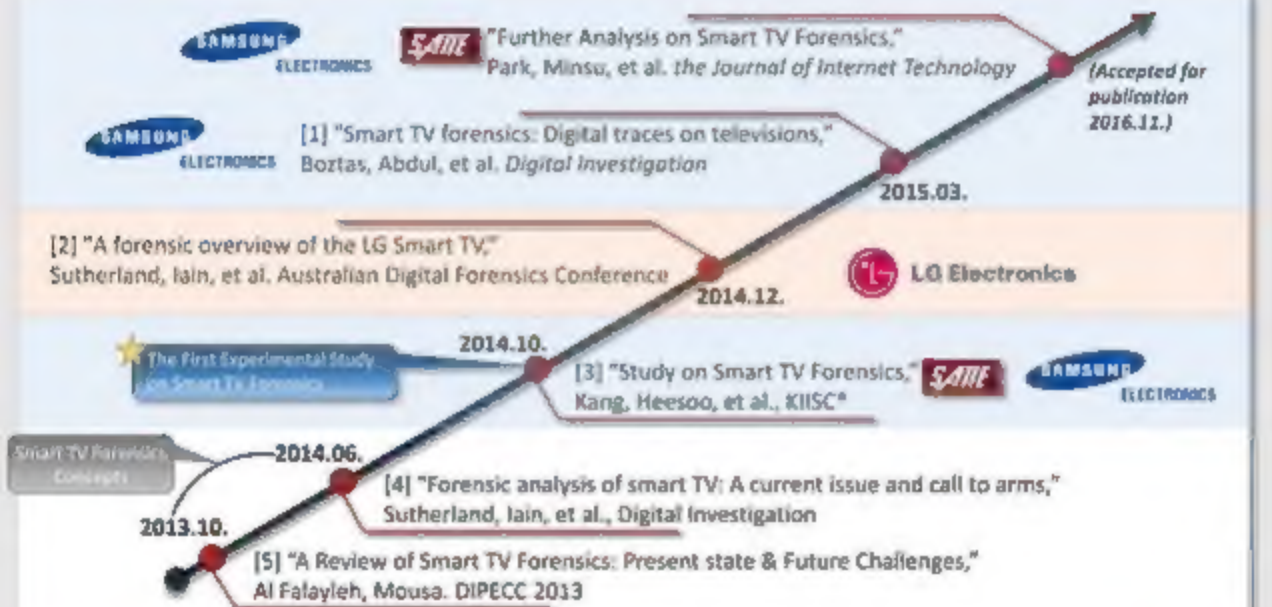 SAMSUNG
ELECTRONICS
SANE
"Further Analysis on Smart TV Forensics,"
Park, Minsu, et al. the Journal of Internet Technology
(Accepted for
publication
2016.11.)
SAMSUNG
ELECTRONICS
[1] "Smart TV forensics: Digital traces on televisions,"
Boztas, Abdul, et al. Digital Investigation
2015.03.
[2] "A forensic overview of the LG Smart TV,"
Sutherland, Iain, et al. Australian Digital Forensics Conference
2014.12.
LG Electronics
The First Experimental Study
on Smart TV Forensics
2014.10.
[3] "Study on Smart TV Forensics,"
Kang, Heesoo, et al., KIISC*
SANE
SAMSUNG
ELECTRONICS
Smart TV Forensics
Concepts
2014.06.
[4] "Forensic analysis of smart TV: A current issue and call to arms,"
Sutherland, Iain, et al., Digital Investigation
2013.10.
[5] "A Review of Smart TV Forensics: Present state & Future Challenges,"
Al Falayleh, Mousa. DIPECC 2013